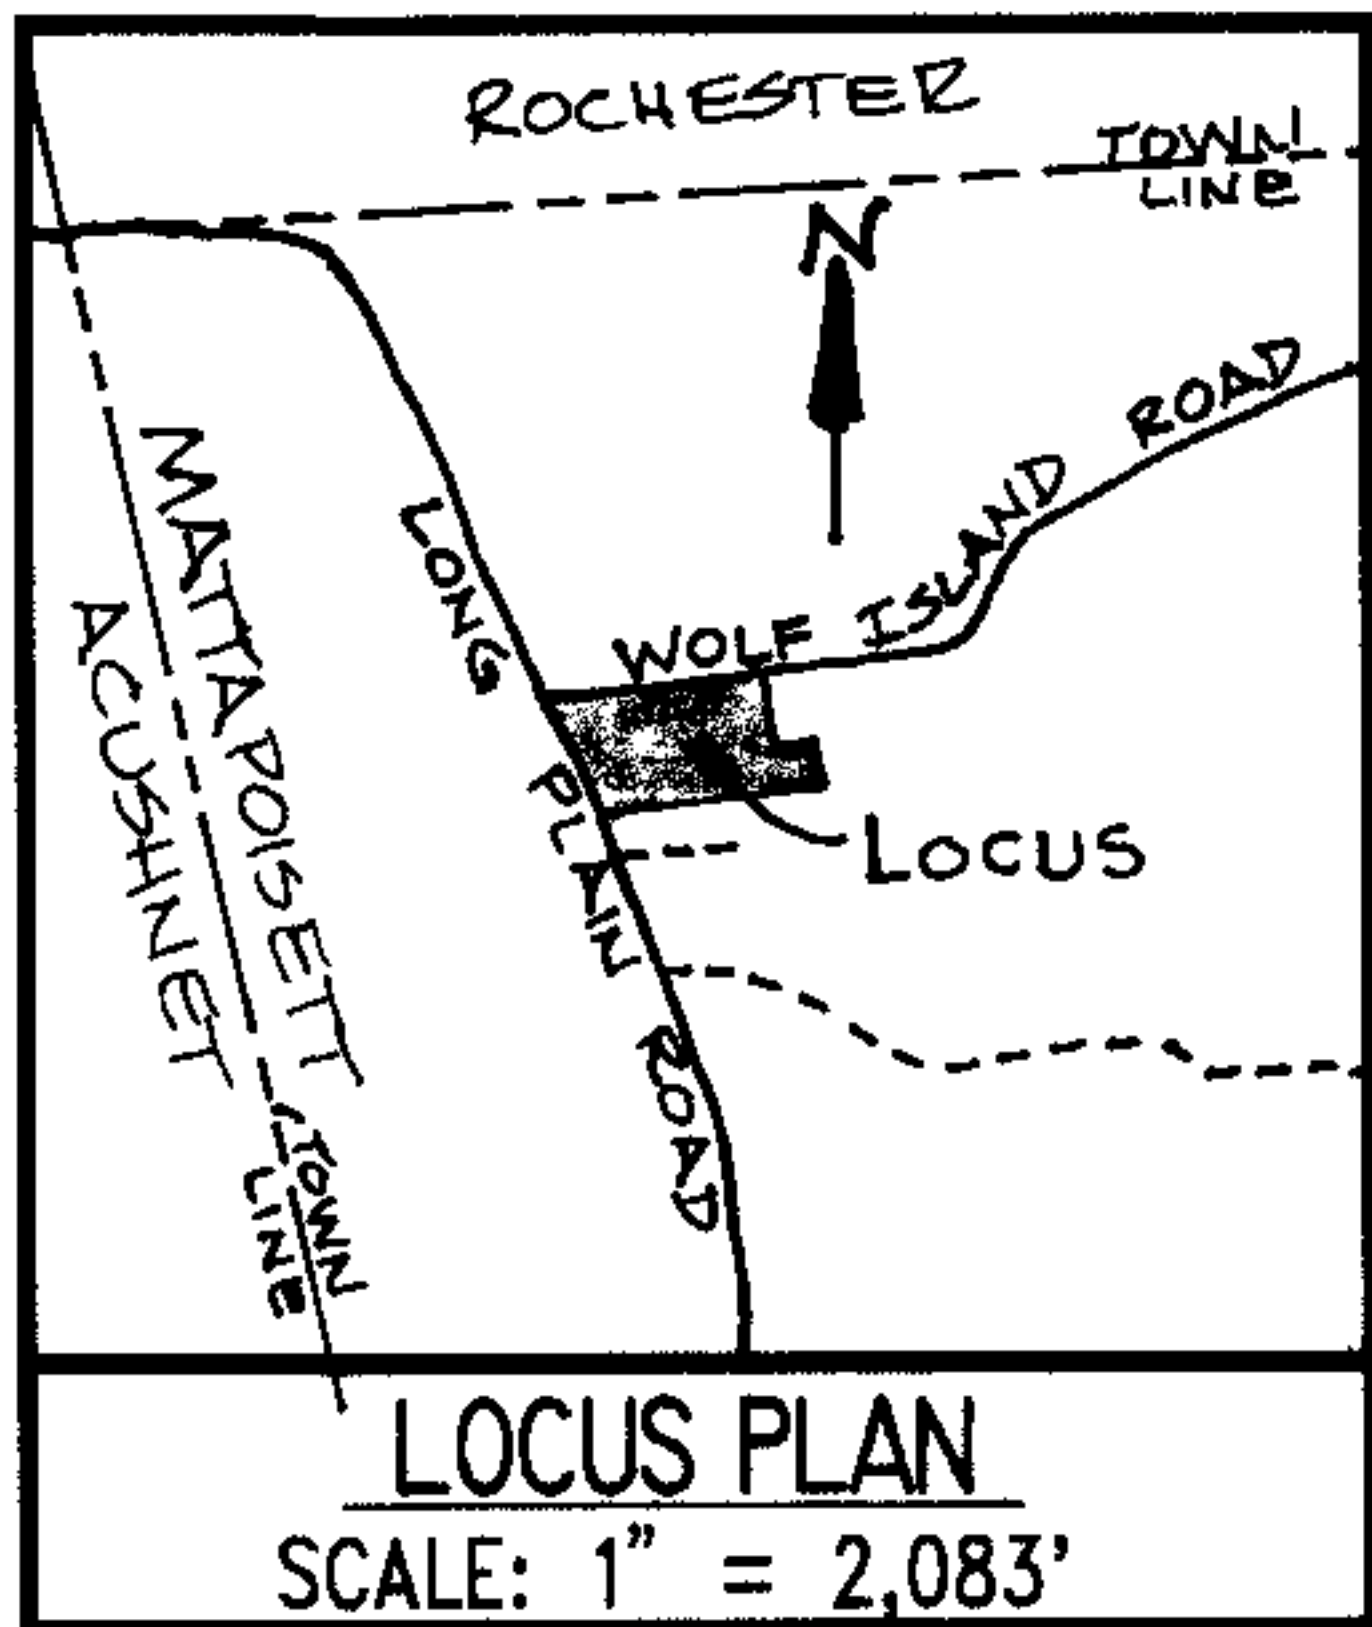 ROCHESTER
TOWN
LINE
N
WOLF ISLAND ROAD
LONG PLAIN ROAD
MATTAPOISETT
ACUSHNET
LOCUS
TOWN
LINE
LOCUS PLAN
SCALE: 1" = 2,083'